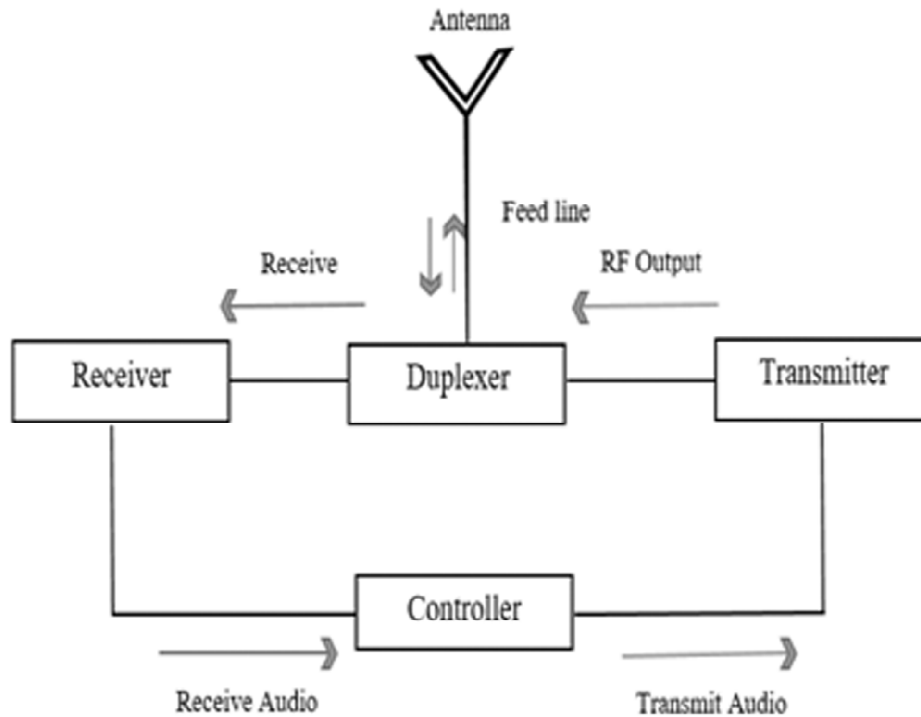 Antenna
Feed line
Receive
RF Output
Receiver
Duplexer
Transmitter
Controller
Receive Audio
Transmit Audio